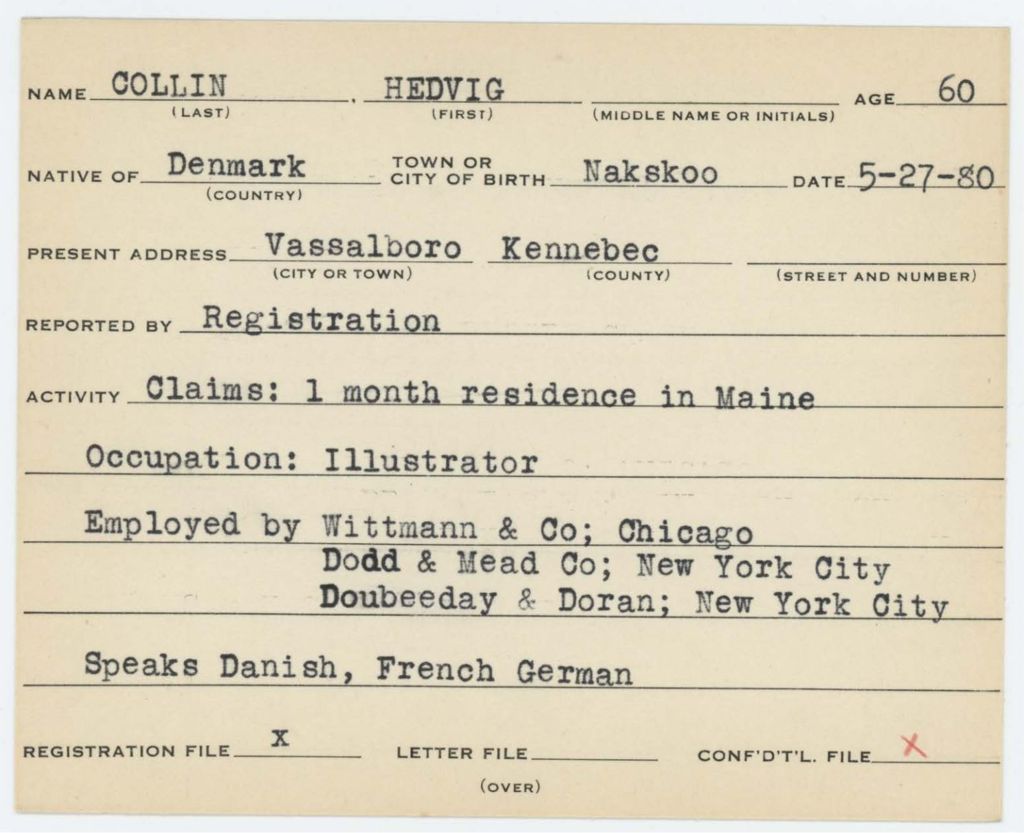 NAME COLLIN HEDVIG AGE 60
(LAST) (FIRST) (MIDDLE NAME OR INITIALS)
NATIVE OF Denmark TOWN OR CITY OF BIRTH Nakskoo DATE 5-27-80
(COUNTRY)
PRESENT ADDRESS Vassalboro Kennebec
(CITY OR TOWN) (COUNTY) (STREET AND NUMBER)
REPORTED BY Registration
ACTIVITY Claims: 1 month residence in Maine
Occupation: Illustrator
Employed by Wittmann & Co; Chicago
Dodd & Mead Co; New York City
Doubeeday & Doran; New York City
Speaks Danish, French German
REGISTRATION FILE X LETTER FILE CONF'D'T'L. FILE X
(OVER)